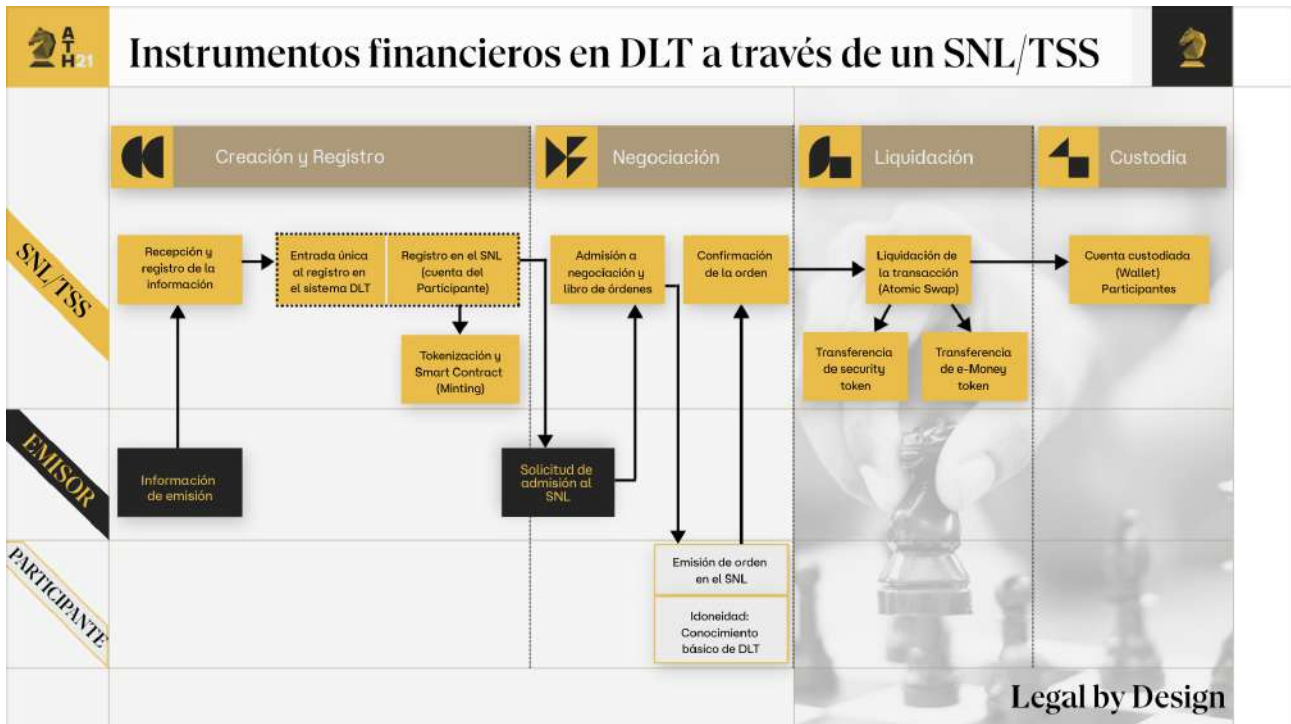 ATH21
Instrumentos financieros en DLT a través de un SNL/TSS
Creación y Registro
Negociación
Liquidación
Custodia
SNL/TSS
Recepción y
registro de la
información
Entrada única
al registro en
el sistema DLT
Registro en el SNL
(cuenta del
Participante)
Admisión a
negociación y
libro de órdenes
Confirmación
de la orden
Liquidación de
la transacción
(Atomic Swap)
Cuenta custodiada
(Wallet)
Participantes
Tokenización y
Smart Contract
(Minting)
Transferencia
de security
token
Transferencia
de e-Money
token
EMISOR
Información
de emisión
Solicitud de
admisión al
SNL
PARTICIPANTE
Emisión de orden
en el SNL
Idoneidad:
Conocimiento
básico de DLT
Legal by Design